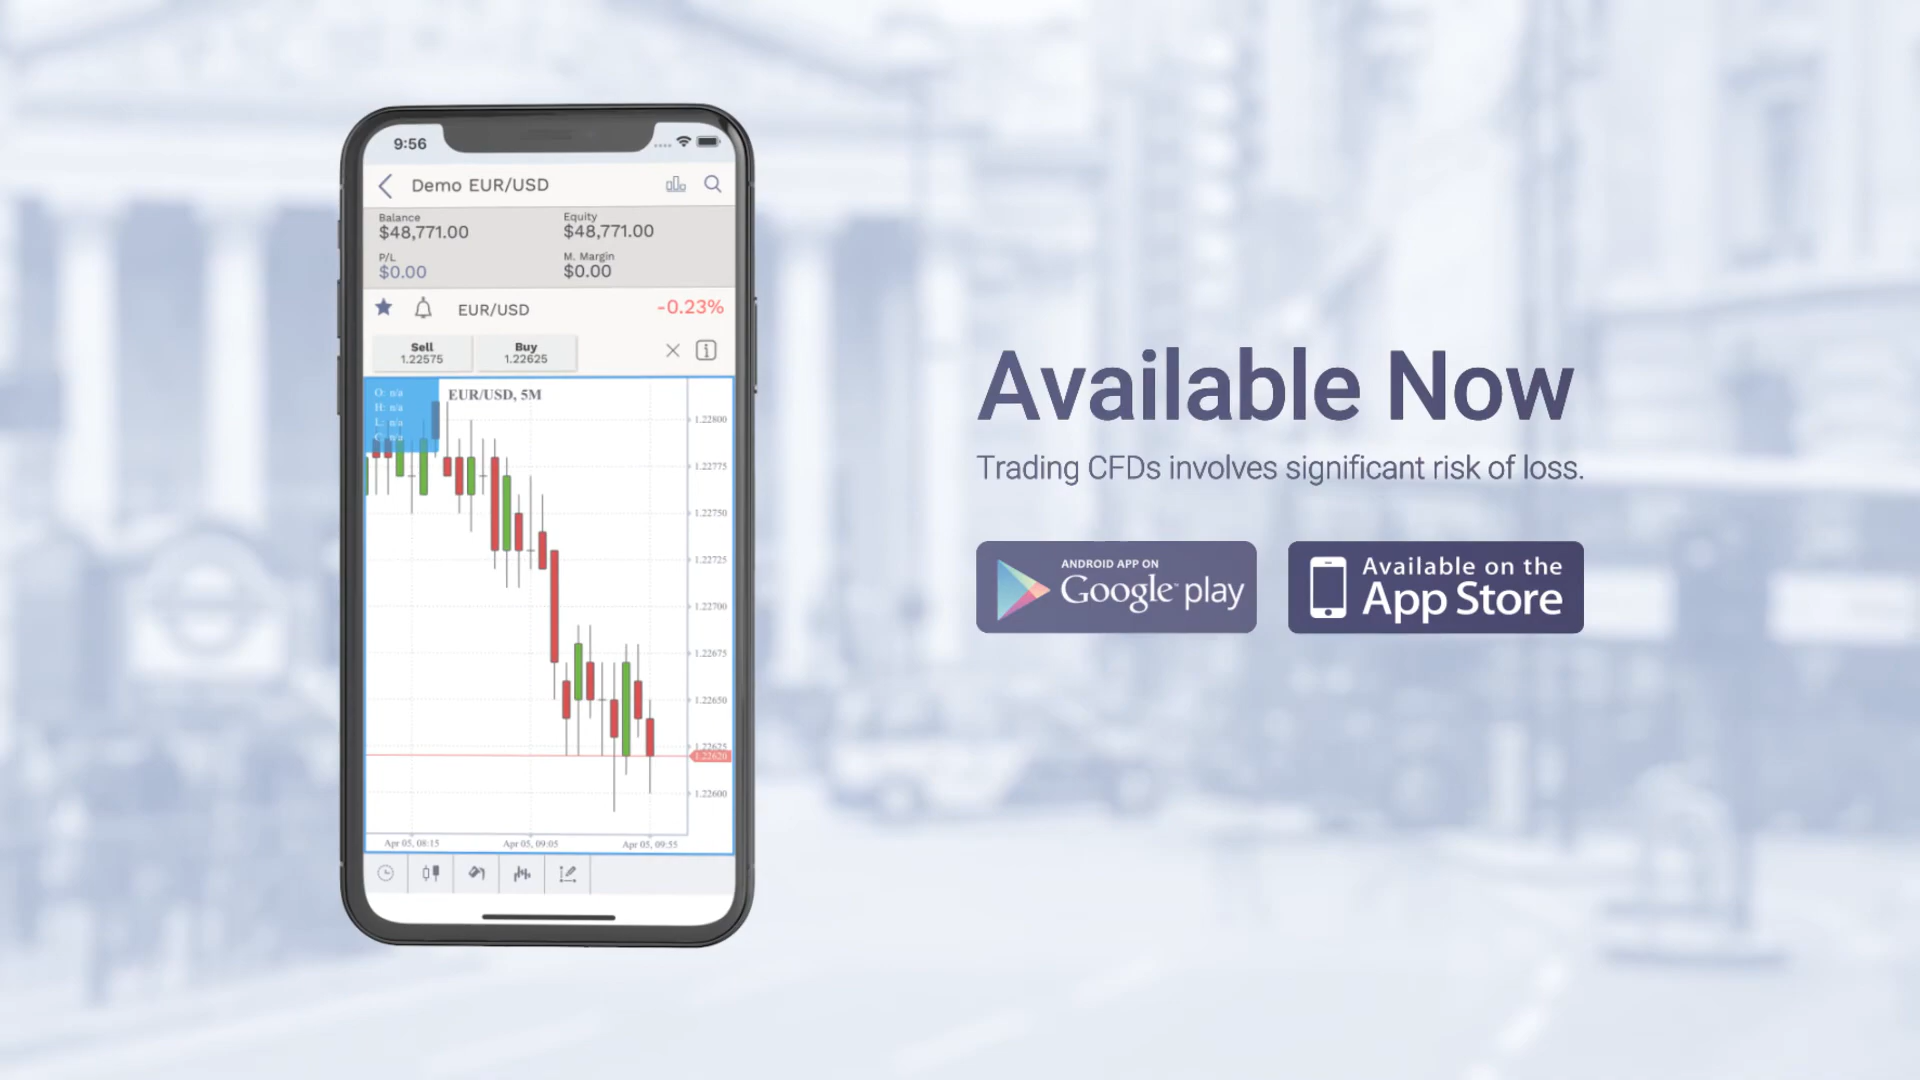 9:56
Demo EUR/USD
Balance
$48,771.00
Equity
$48,771.00
P/L
$0.00
M. Margin
$0.00
EUR/USD
-0.23%
Sell
1.22575
Buy
1.22625
O: n/a
H: n/a
L: n/a
C: n/a
EUR/USD, 5M
1.22800
1.22775
1.22750
1.22725
1.22700
1.22675
1.22650
1.22625
1.22620
1.22600
Apr 05, 08:15
Apr 05, 09:05
Apr 05, 09:55
Available Now
Trading CFDs involves significant risk of loss.
ANDROID APP ON
Google play
Available on the
App Store